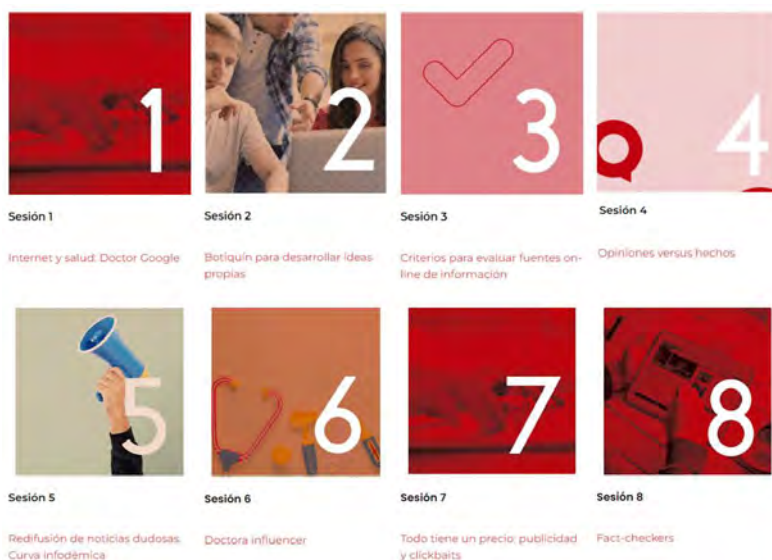 1
2
3
4
Sesión 1
Sesión 2
Sesión 3
Sesión 4
Internet y salud: Doctor Google
Botiquín para desarrollar ideas
propias
Criterios para evaluar fuentes on-
line de información
Opiniones versus hechos
5
6
7
8
Sesión 5
Sesión 6
Sesión 7
Sesión 8
Redifusión de noticias dudosas.
Curva infodémica
Doctora influencer
Todo tiene un precio: publicidad
y clickbaits
Fact-checkers